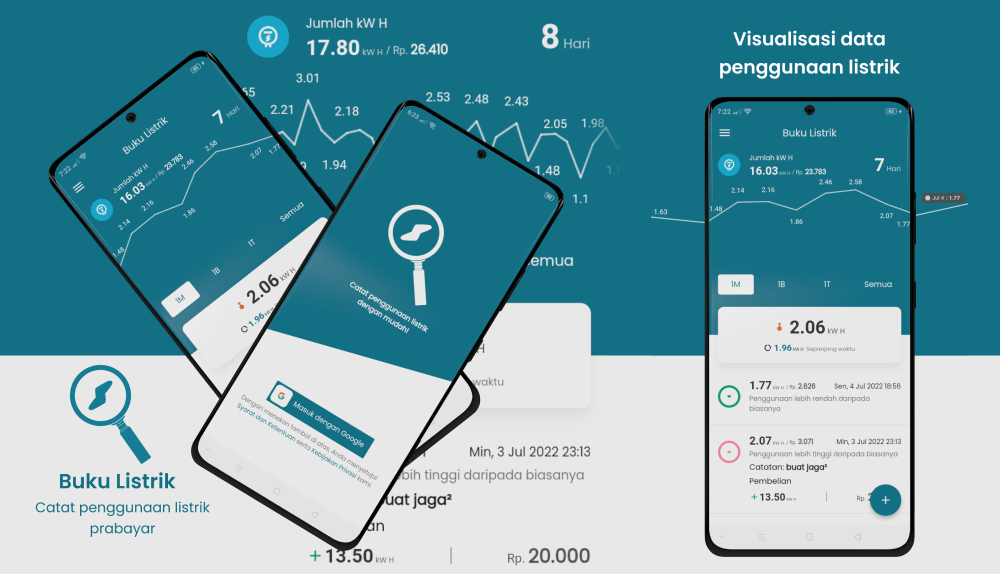 Jumlah kW H
17.80 kW H / Rp. 26.410
8 Hari
3.01
2.21
2.18
1.94
2.53
2.48
2.43
2.05
1.98
1.48
1.1
7:22
Buku Listrik
7 Hari
Jumlah kW H
16.03 kW H / Rp. 23.783
1.48
2.14
2.16
1.86
2.46
2.58
2.07
1.77
1M
1B
1T
Semua
2.06 kW H
1.96 kW H
6:23
Catat penggunaan listrik
dengan mudah!
G Masuk dengan Google
Dengan menekan tombol di atas, Anda menyetujui
Syarat dan Ketentuan serta Kebijakan Privasi kami.
emua
H
waktu
Min, 3 Jul 2022 23:13
ebih tinggi daripada biasanya
uat jaga²
an
+ 13.50 kW H | Rp. 20.000
Buku Listrik
Catat penggunaan listrik
prabayar
Visualisasi data
penggunaan listrik
7:22
Buku Listrik
Jumlah kW H
16.03 kW H / Rp. 23.783
7 Hari
1.63
1.48
2.14
2.16
1.86
2.46
2.58
2.07
1.77
Jul 4 : 1.77
1M 1B 1T Semua
2.06 kW H
1.96 kW H Sepanjang waktu
1.77 kW H / Rp. 2.626 Sen, 4 Jul 2022 18:56
Penggunaan lebih rendah daripada
biasanya
2.07 kW H / Rp. 3.071 Min, 3 Jul 2022 23:13
Penggunaan lebih tinggi daripada biasanya
Catatan: buat jaga²
Pembelian
+ 13.50 kW H | Rp.
+